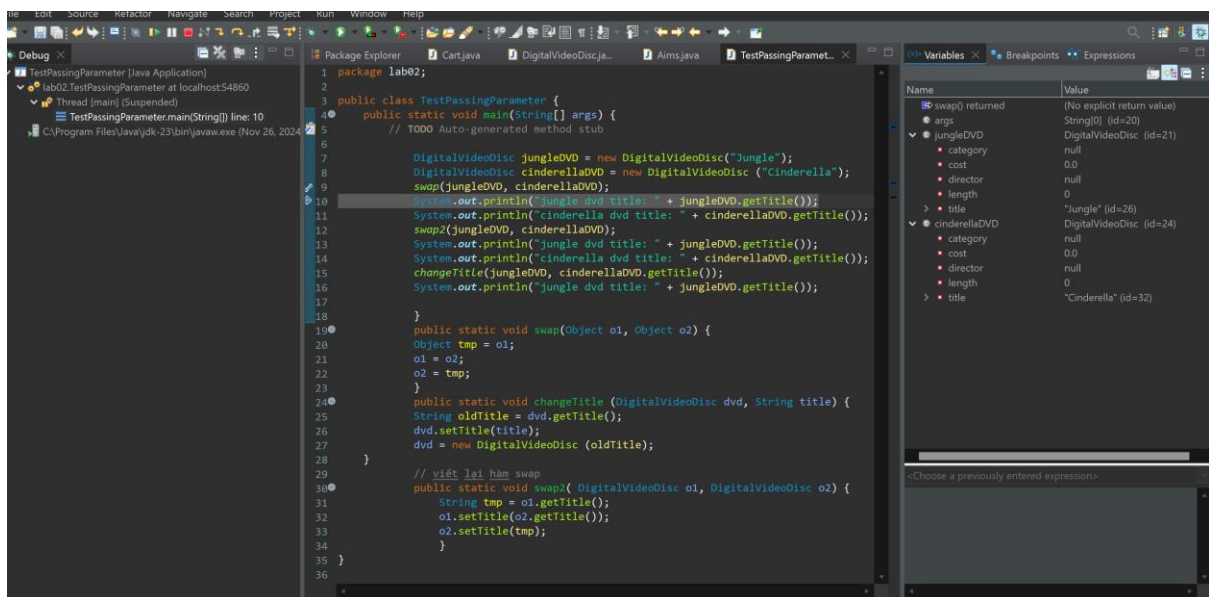 File Edit Source Refactor Navigate Search Project Run Window Help
Debug
TestPassingParameter [Java Application]
lab02.TestPassingParameter at localhost:54860
Thread [main] (Suspended)
TestPassingParameter.main(String[]) line: 10
C:\Program Files\Java\jdk-23\bin\javaw.exe (Nov 26, 2024
Package Explorer Cart.java DigitalVideoDisc.ja... Aims.java TestPassingParamet...
1 package lab02;
2
3 public class TestPassingParameter {
4 public static void main(String[] args) {
5 // TODO Auto-generated method stub
6
7 DigitalVideoDisc jungleDVD = new DigitalVideoDisc("Jungle");
8 DigitalVideoDisc cinderellaDVD = new DigitalVideoDisc ("Cinderella");
9 swap(jungleDVD, cinderellaDVD);
10 System.out.println("jungle dvd title: " + jungleDVD.getTitle());
11 System.out.println("cinderella dvd title: " + cinderellaDVD.getTitle());
12 swap2(jungleDVD, cinderellaDVD);
13 System.out.println("jungle dvd title: " + jungleDVD.getTitle());
14 System.out.println("cinderella dvd title: " + cinderellaDVD.getTitle());
15 changeTitle(jungleDVD, cinderellaDVD.getTitle());
16 System.out.println("jungle dvd title: " + jungleDVD.getTitle());
17
18 }
19 public static void swap(Object o1, Object o2) {
20 Object tmp = o1;
21 o1 = o2;
22 o2 = tmp;
23 }
24 public static void changeTitle (DigitalVideoDisc dvd, String title) {
25 String oldTitle = dvd.getTitle();
26 dvd.setTitle(title);
27 dvd = new DigitalVideoDisc (oldTitle);
28 }
29 // viết lại hàm swap
30 public static void swap2( DigitalVideoDisc o1, DigitalVideoDisc o2) {
31 String tmp = o1.getTitle();
32 o1.setTitle(o2.getTitle());
33 o2.setTitle(tmp);
34 }
35 }
36
Variables Breakpoints Expressions
Name Value
swap() returned (No explicit return value)
args String[0] (id=20)
jungleDVD DigitalVideoDisc (id=21)
category null
cost 0.0
director null
length 0
title "Jungle" (id=26)
cinderellaDVD DigitalVideoDisc (id=24)
category null
cost 0.0
director null
length 0
title "Cinderella" (id=32)
<Choose a previously entered expression>